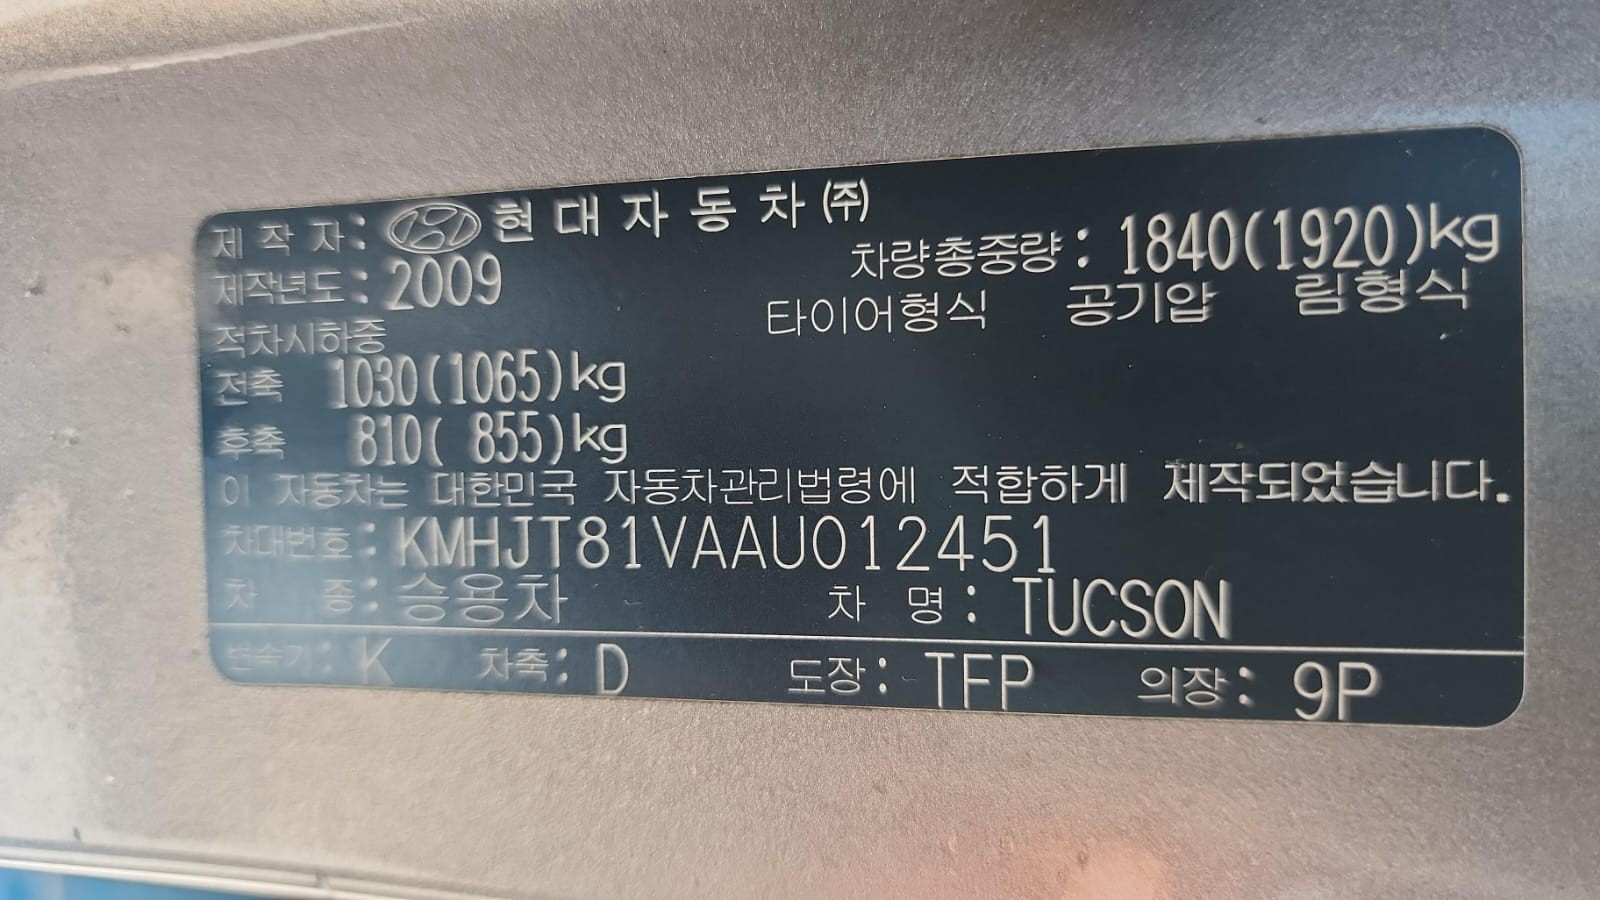 제 작 자: 현 대 자 동 차 ㈜
제작년도: 2009 차량총중량: 1840(1920)kg
적차시하중 타이어형식 공기압 림형식
전축 1030(1065)kg
후축 810( 855)kg
이 자동차는 대한민국 자동차관리법령에 적합하게 제작되었습니다.
차대번호: KMHJT81VAAU012451
차 종: 승용차 차 명: TUCSON
변속기: K 차축: D 도장: TFP 의장: 9P